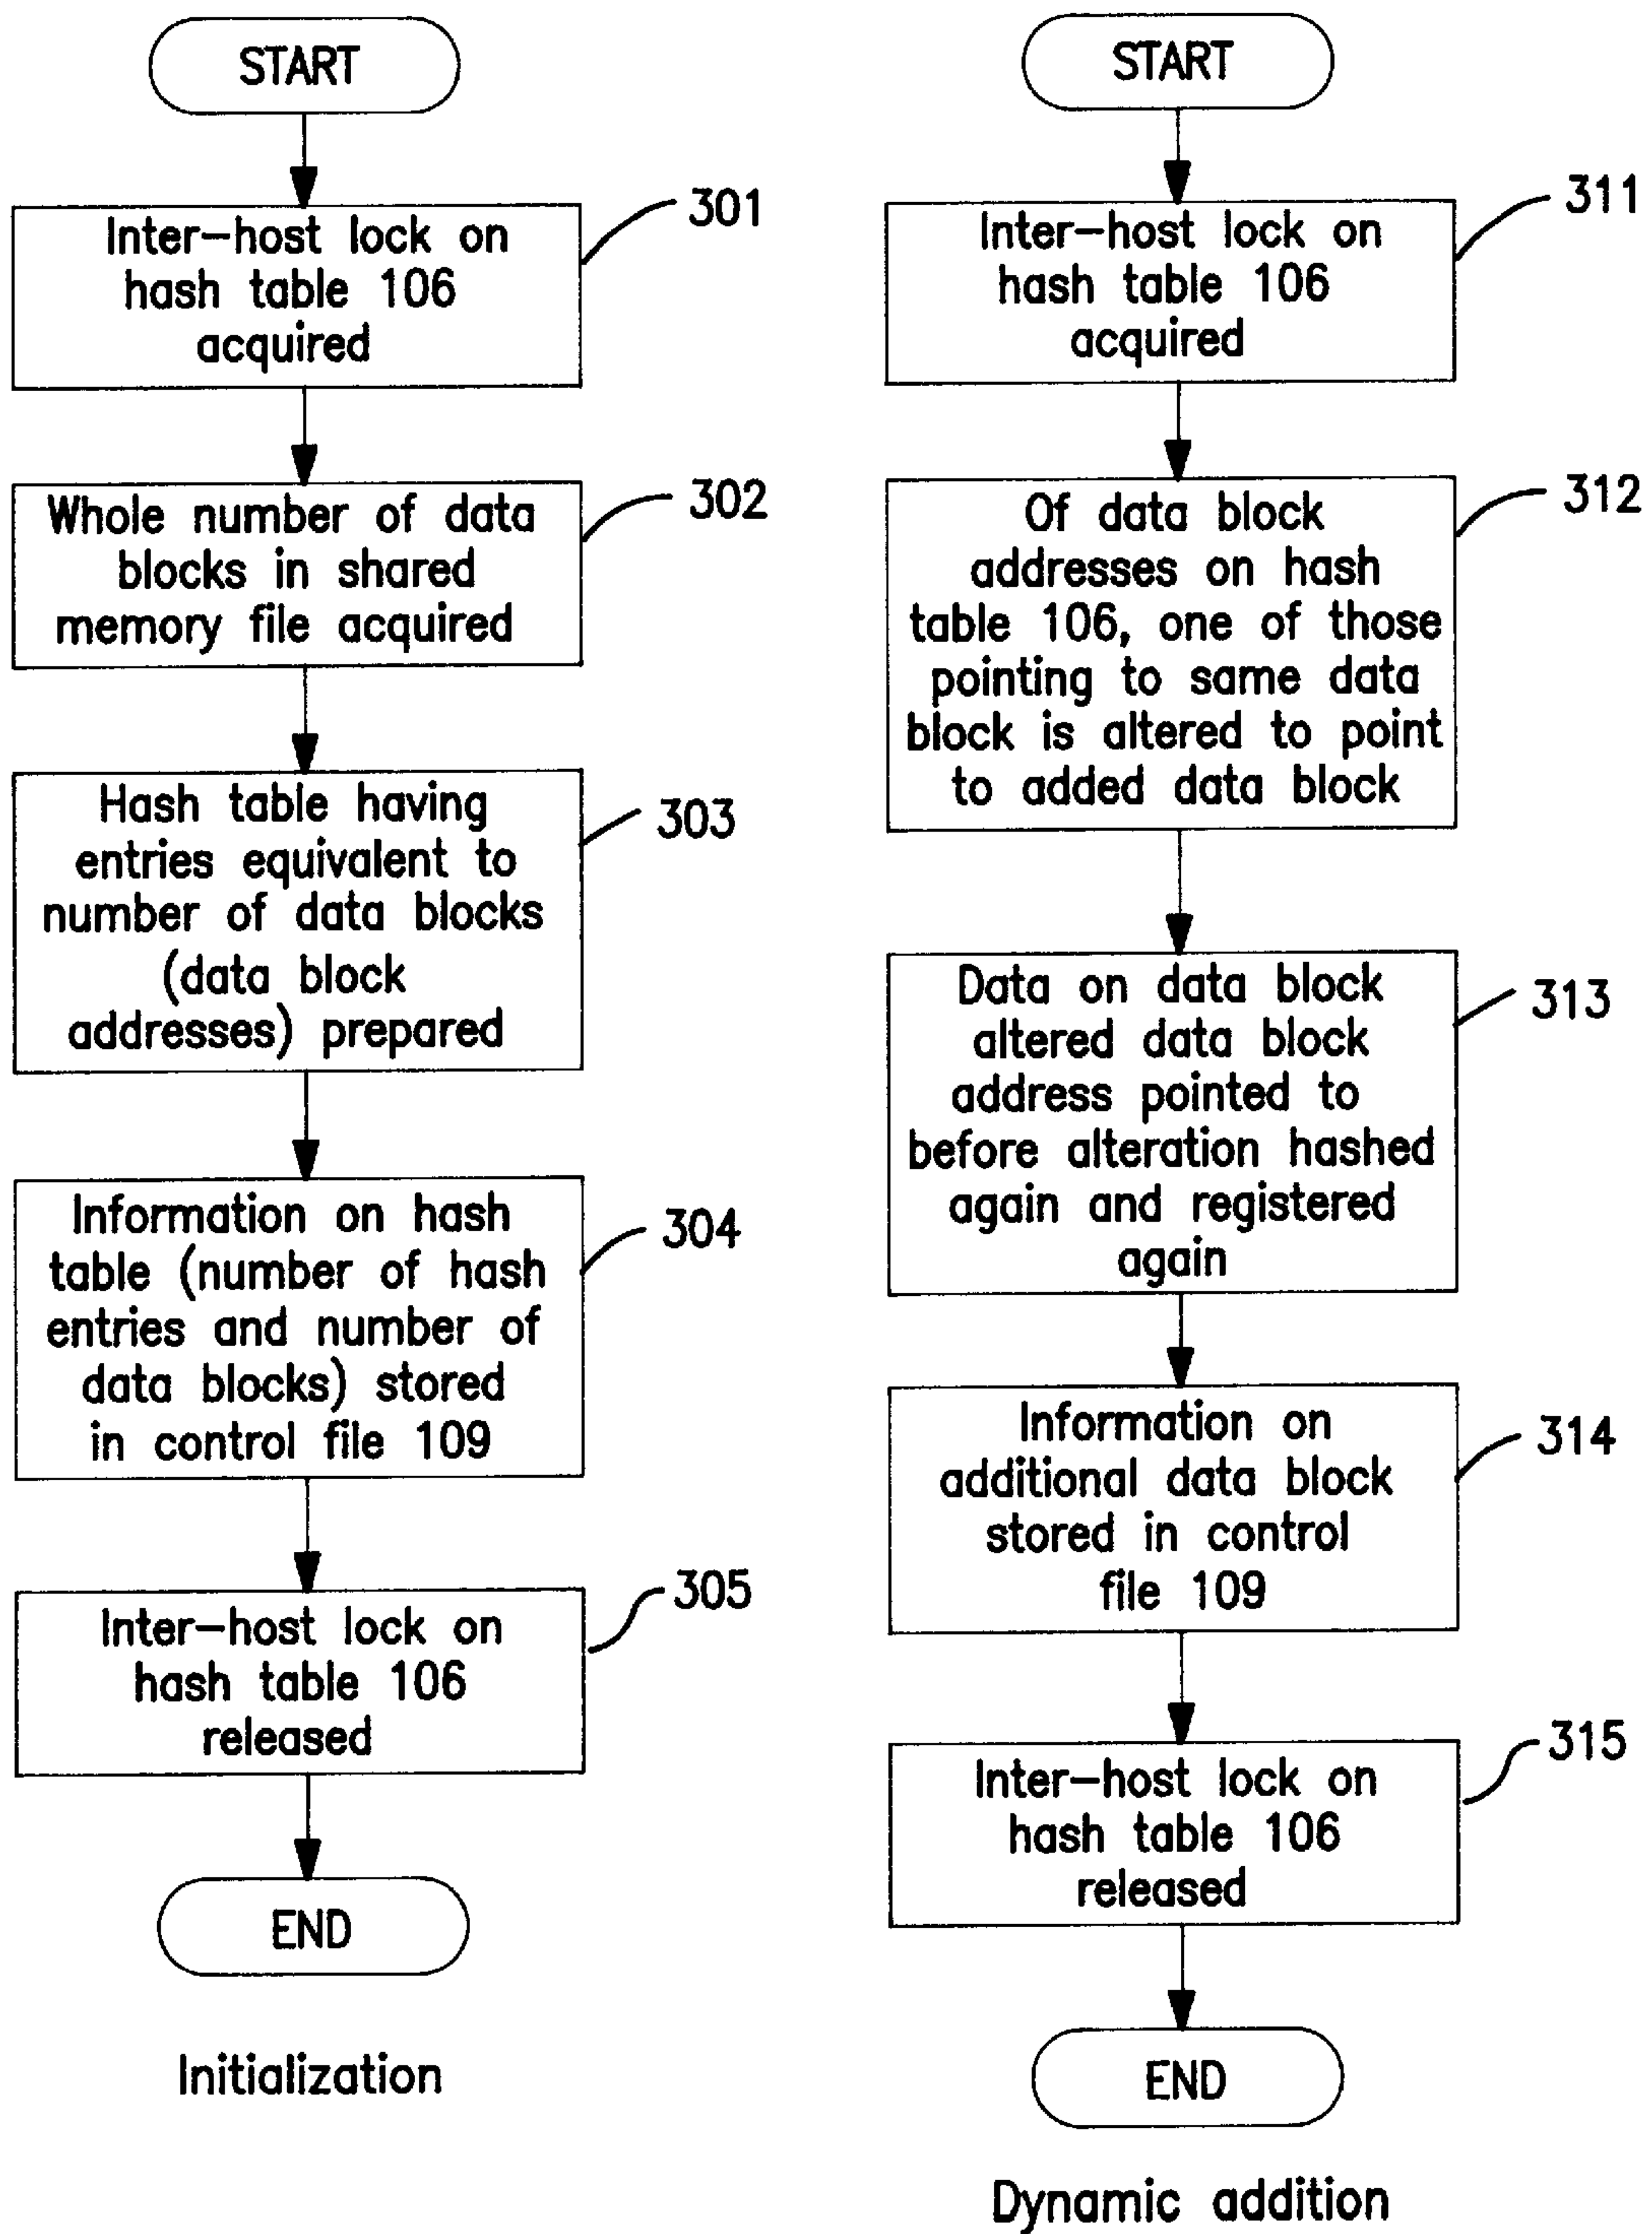 START
Inter-host lock on
hash table 106
acquired
301
Whole number of data
blocks in shared
memory file acquired
302
Hash table having
entries equivalent to
number of data blocks
(data block
addresses) prepared
303
Information on hash
table (number of hash
entries and number of
data blocks) stored
in control file 109
304
Inter-host lock on
hash table 106
released
305
END
Initialization
START
Inter-host lock on
hash table 106
acquired
311
Of data block
addresses on hash
table 106, one of those
pointing to same data
block is altered to point
to added data block
312
Data on data block
altered data block
address pointed to
before alteration hashed
again and registered
again
313
Information on
additional data block
stored in control
file 109
314
Inter-host lock on
hash table 106
released
315
END
Dynamic addition